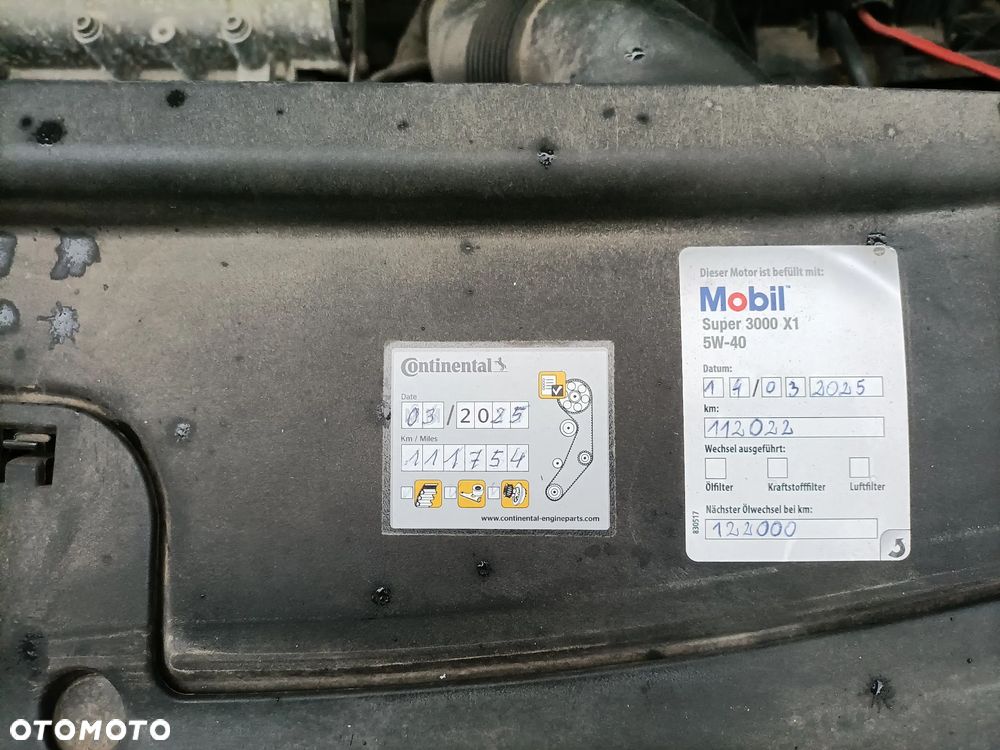 Continental
Date
03/2025
Km / Miles
111754
www.continental-engineparts.com
Dieser Motor ist befüllt mit:
Mobil™
Super 3000 X1
5W-40
Datum:
14/03 2025
km:
112022
Wechsel ausgeführt:
Ölfilter Kraftstofffilter Luftfilter
Nächster Ölwechsel bei km:
122000
830517
OTOMOTO